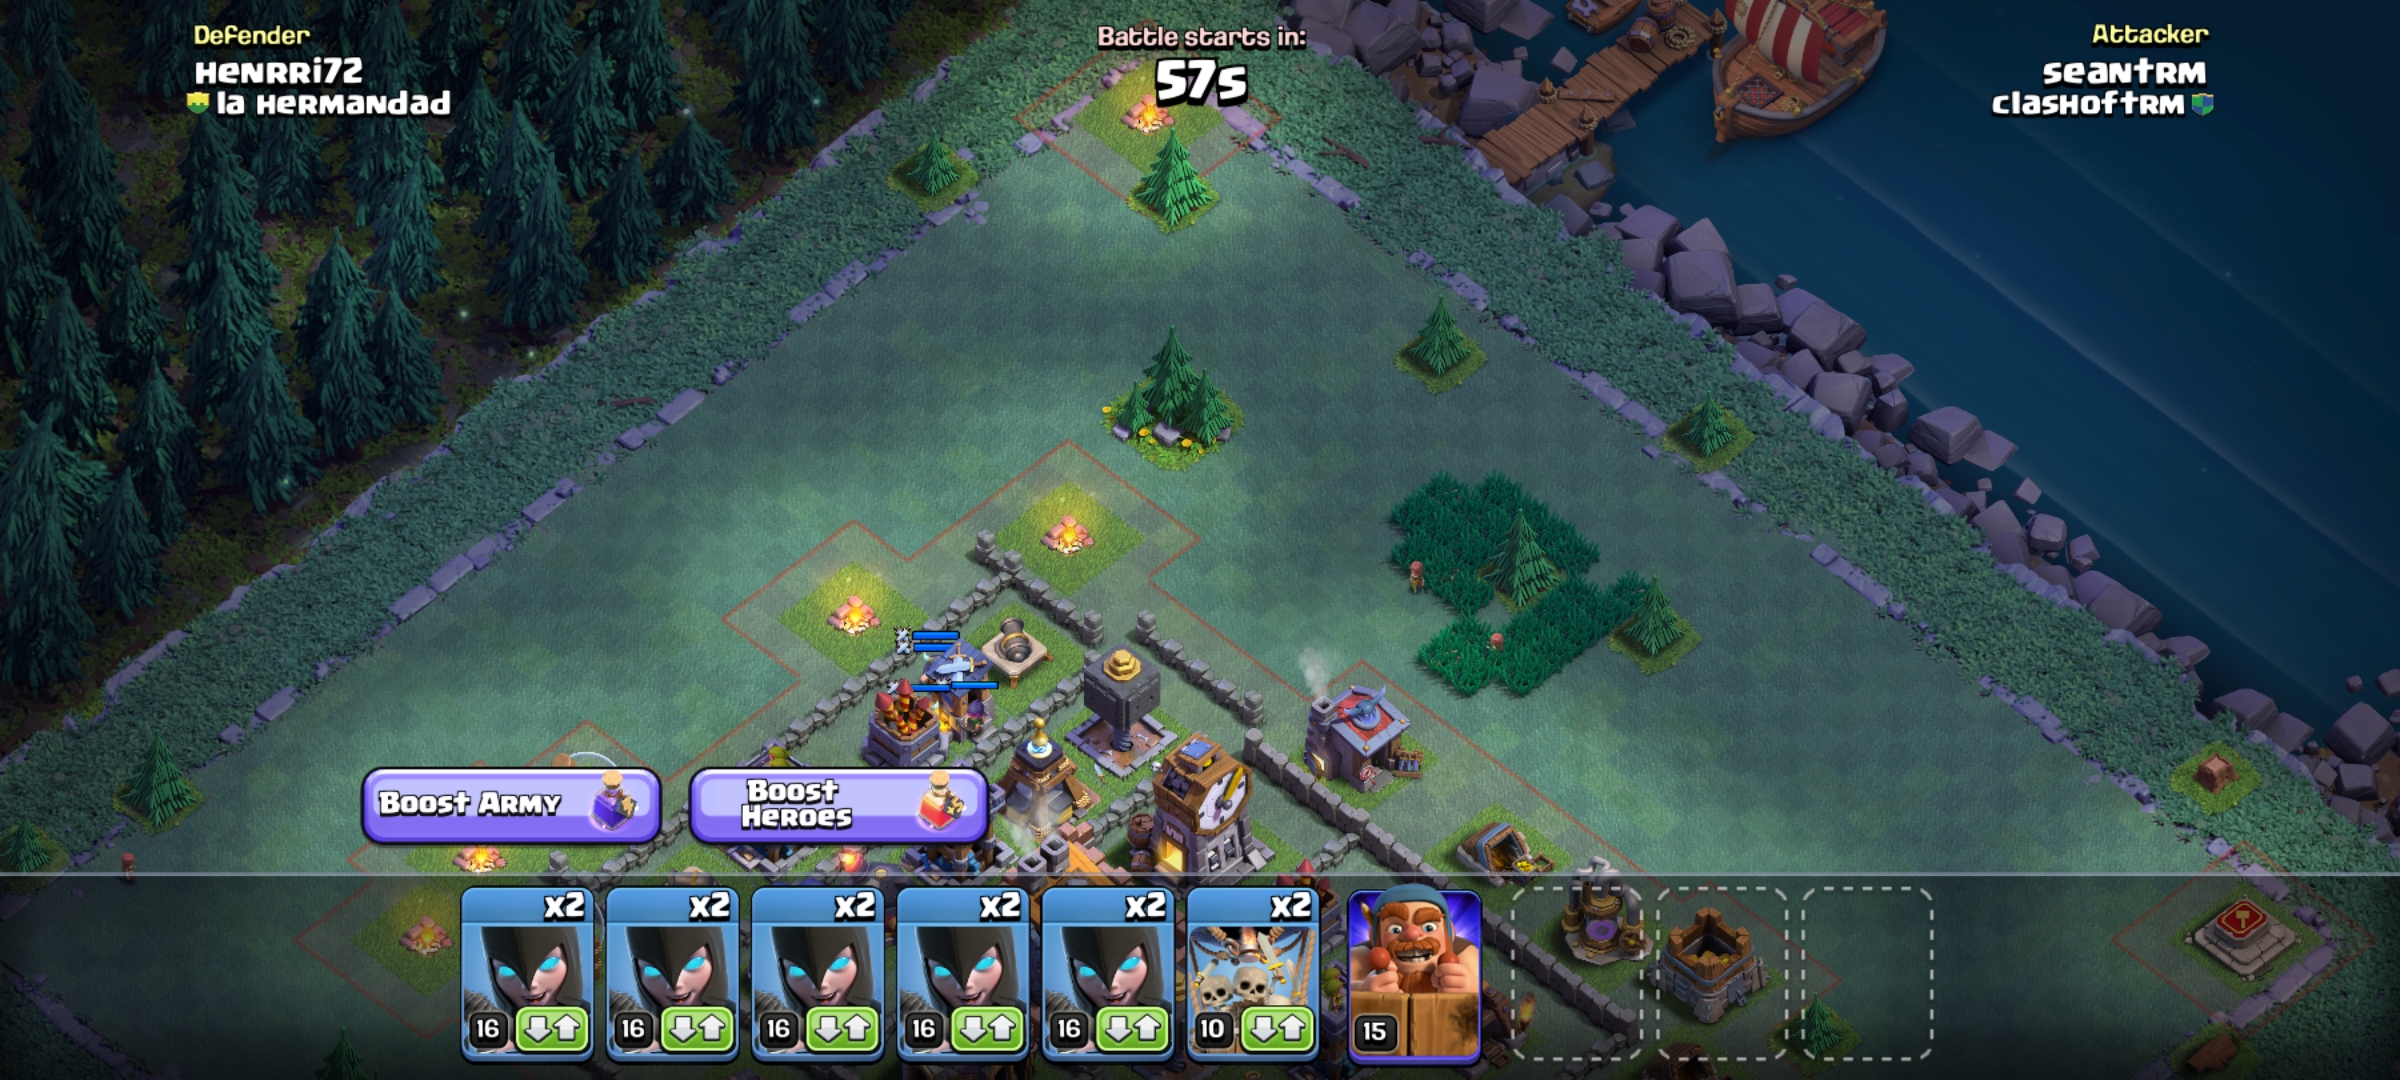 Defender
HENRRi72
la HERMANDAD
Battle starts in:
57s
Attacker
seantRM
clashoftRM
Boost Army
Boost
Heroes
x2
x2
x2
x2
x2
x2
16
16
16
16
16
10
15